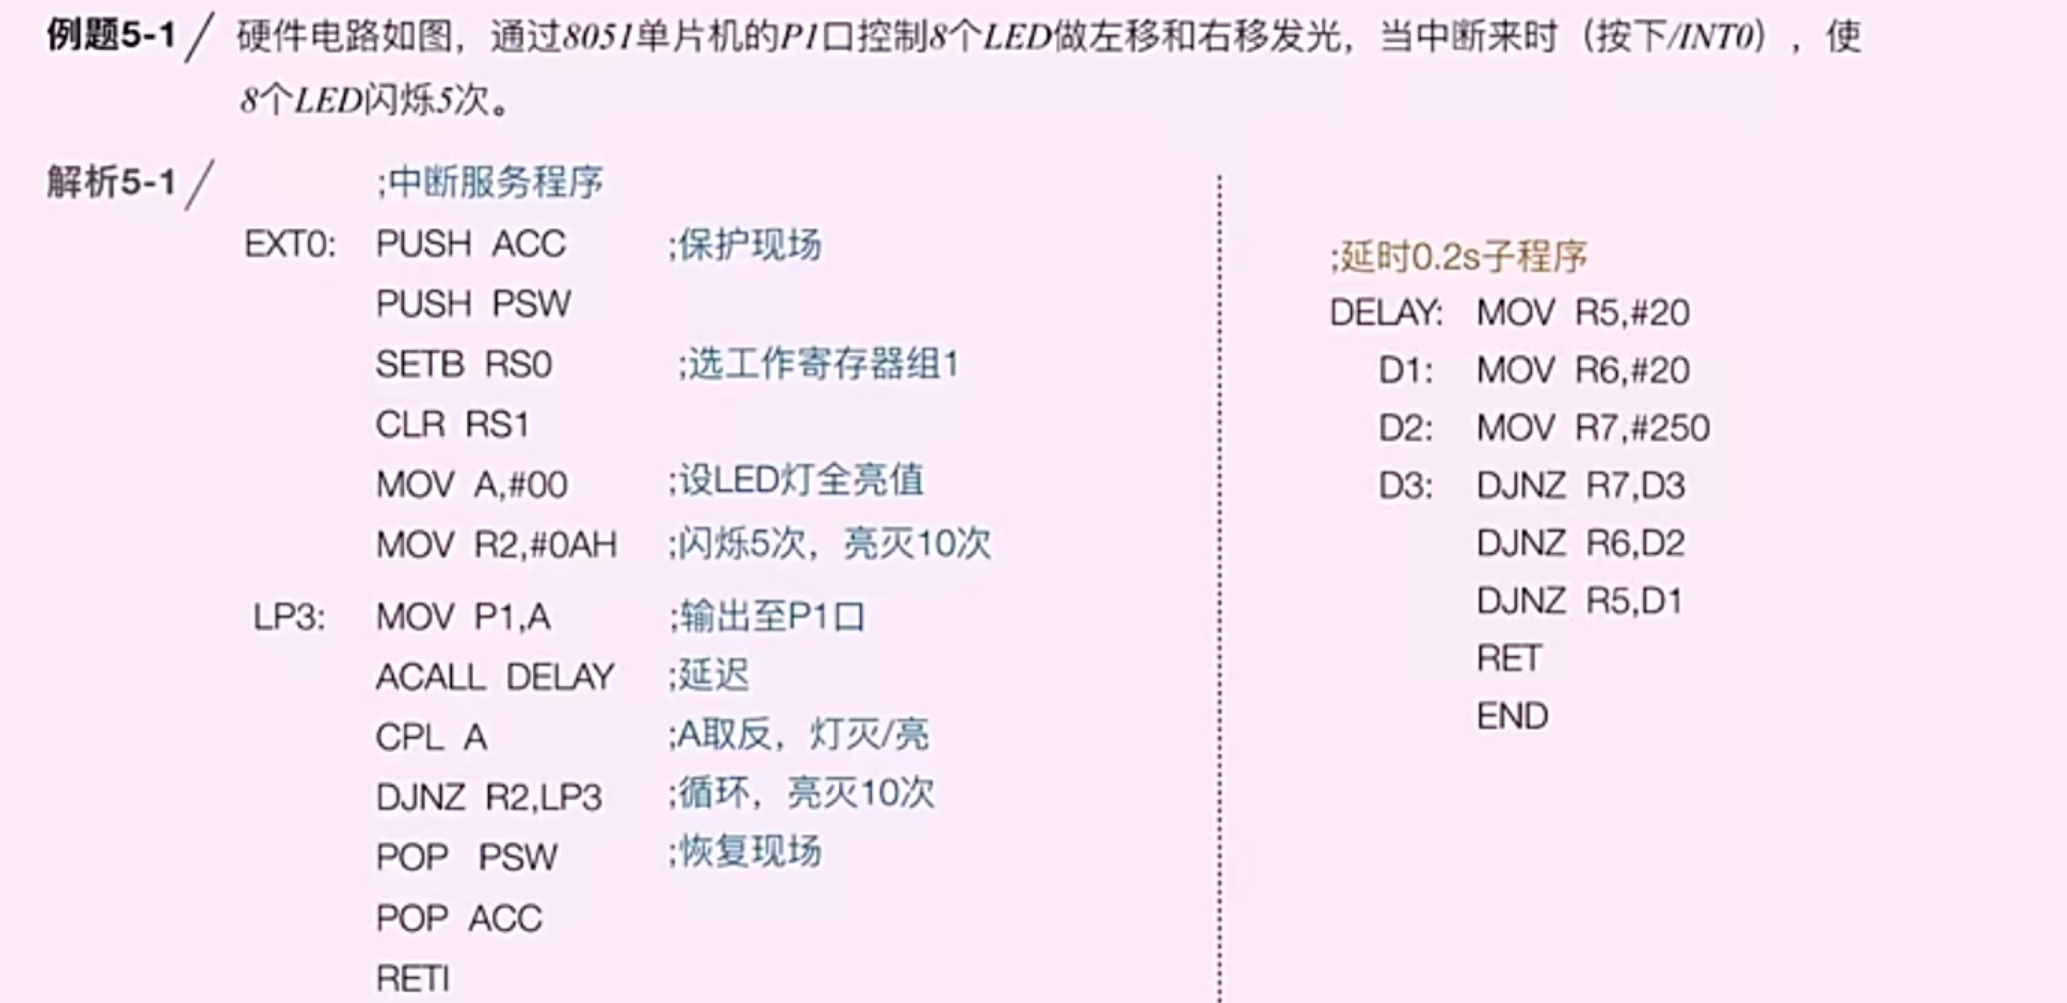 例题5-1/ 硬件电路如图，通过8051单片机的P1口控制8个LED做左移和右移发光，当中断来时（按下/INT0），使
8个LED闪烁5次。
解析5-1/ ;中断服务程序
EXT0: PUSH ACC ;保护现场
PUSH PSW
SETB RS0 ;选工作寄存器组1
CLR RS1
MOV A,#00 ;设LED灯全亮值
MOV R2,#0AH ;闪烁5次，亮灭10次
LP3: MOV P1,A ;输出至P1口
ACALL DELAY ;延迟
CPL A ;A取反，灯灭/亮
DJNZ R2,LP3 ;循环，亮灭10次
POP PSW ;恢复现场
POP ACC
RETI
;延时0.2s子程序
DELAY: MOV R5,#20
D1: MOV R6,#20
D2: MOV R7,#250
D3: DJNZ R7,D3
DJNZ R6,D2
DJNZ R5,D1
RET
END